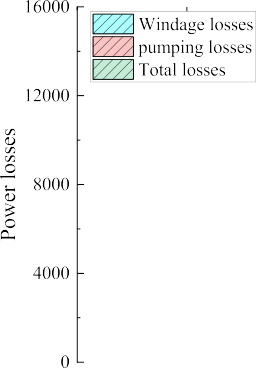 16000
Windage losses
pumping losses
Total losses
12000
8000
4000
0
Power losses